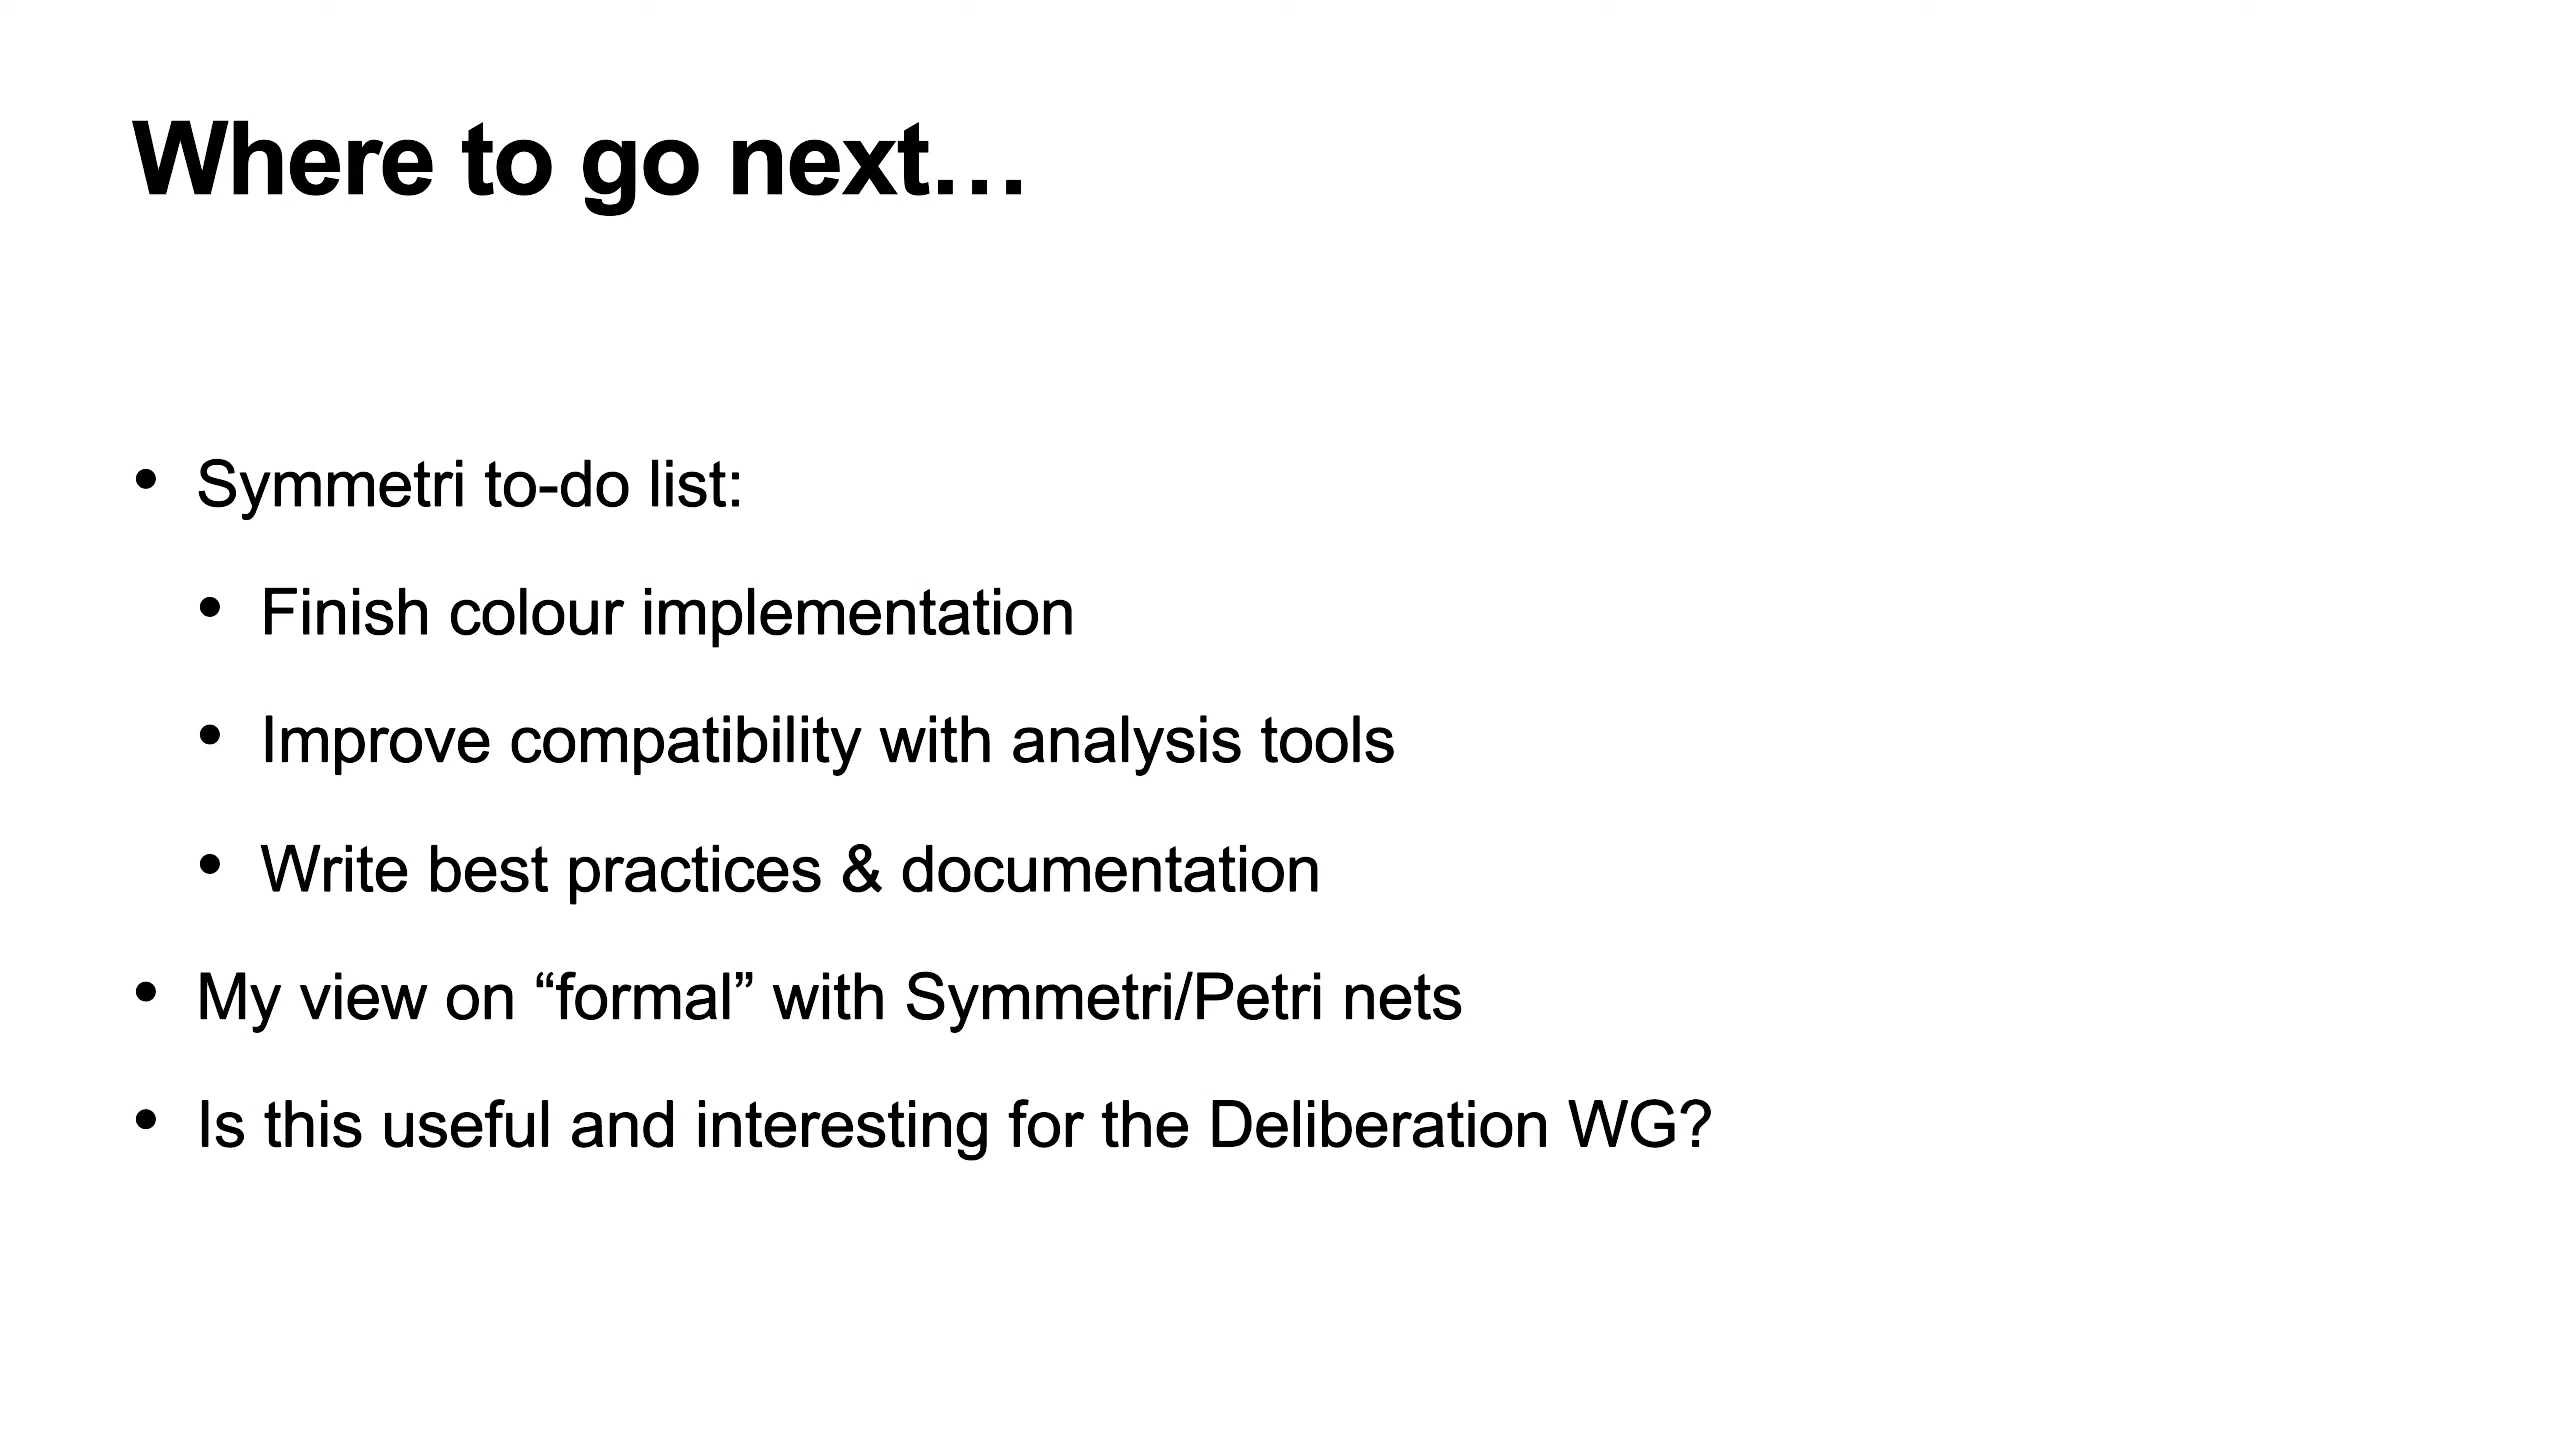 Where to go next…
• Symmetri to-do list:
• Finish colour implementation
• Improve compatibility with analysis tools
• Write best practices & documentation
• My view on “formal” with Symmetri/Petri nets
• Is this useful and interesting for the Deliberation WG?